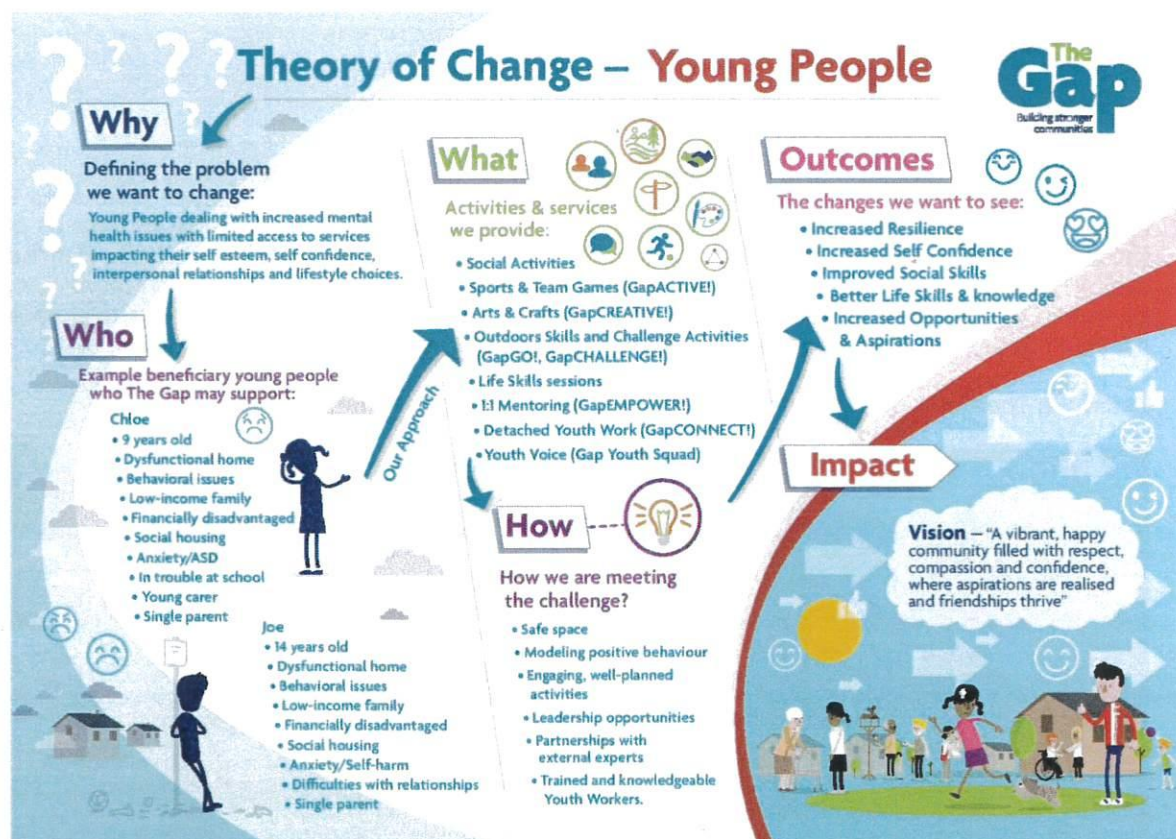 Theory of Change – Young People
The
Gap
Building stronger
communities
Why
Defining the problem
we want to change:
Young People dealing with increased mental
health issues with limited access to services
impacting their self esteem, self confidence,
interpersonal relationships and lifestyle choices.
Who
Example beneficiary young people
who The Gap may support:
Chloe
• 9 years old
• Dysfunctional home
• Behavioral issues
• Low-income family
• Financially disadvantaged
• Social housing
• Anxiety/ASD
• In trouble at school
• Young carer
• Single parent
Joe
• 14 years old
• Dysfunctional home
• Behavioral issues
• Low-income family
• Financially disadvantaged
• Social housing
• Anxiety/Self-harm
• Difficulties with relationships
• Single parent
Our Approach
What
Activities & services
we provide:
• Social Activities
• Sports & Team Games (GapACTIVE!)
• Arts & Crafts (GapCREATIVE!)
• Outdoors Skills and Challenge Activities
(GapGO!, GapCHALLENGE!)
• Life Skills sessions
• 1:1 Mentoring (GapEMPOWER!)
• Detached Youth Work (GapCONNECT!)
• Youth Voice (Gap Youth Squad)
How
How we are meeting
the challenge?
• Safe space
• Modeling positive behaviour
• Engaging, well-planned
activities
• Leadership opportunities
• Partnerships with
external experts
• Trained and knowledgeable
Youth Workers.
Outcomes
The changes we want to see:
• Increased Resilience
• Increased Self Confidence
• Improved Social Skills
• Better Life Skills & knowledge
• Increased Opportunities
& Aspirations
Impact
Vision – "A vibrant, happy
community filled with respect,
compassion and confidence,
where aspirations are realised
and friendships thrive"